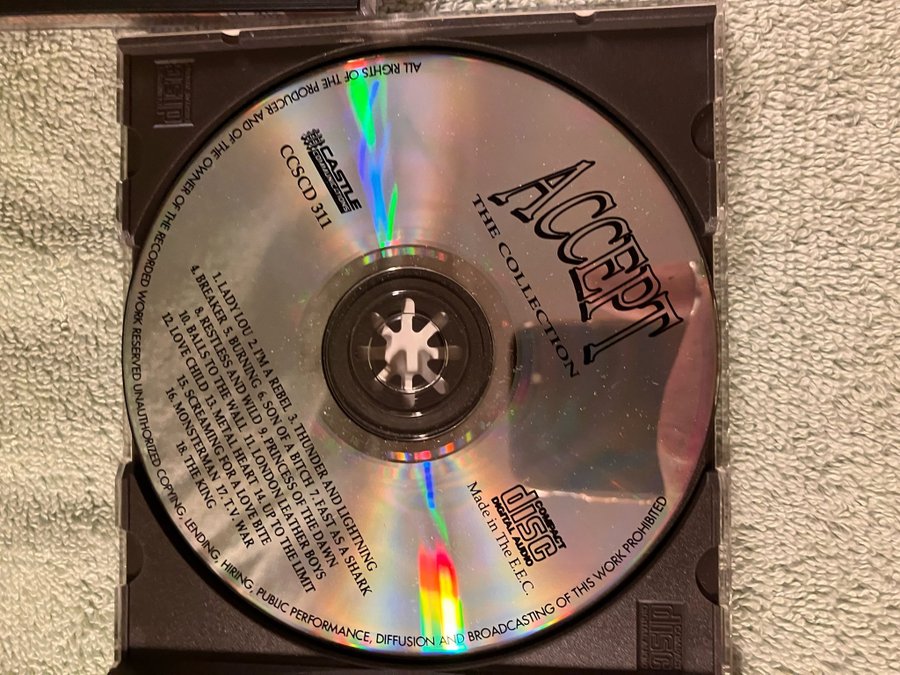 ACCEPT
THE COLLECTION
CASTLE
COMMUNICATIONS
CCSCD 311
COMPACT
disc
DIGITAL AUDIO
Made in The E.E.C.
1. LADY LOU 2. I'M A REBEL 3. THUNDER AND LIGHTNING
4. BREAKER 5. BURNING 6. SON OF A BITCH 7. FAST AS A SHARK
8. RESTLESS AND WILD 9. PRINCESS OF THE DAWN
10. BALLS TO THE WALL 11. LONDON LEATHER BOYS
12. LOVE CHILD 13. METAL HEART 14. UP TO THE LIMIT
15. SCREAMING FOR A LOVE BITE
16. MONSTERMAN 17. T.V. WAR
18. THE KING
ALL RIGHTS OF THE PRODUCER AND OF THE OWNER OF THE RECORDED WORK RESERVED UNAUTHORIZED COPYING, LENDING, HIRING, PUBLIC PERFORMANCE, DIFFUSION AND BROADCASTING OF THIS WORK PROHIBITED
disc
disc